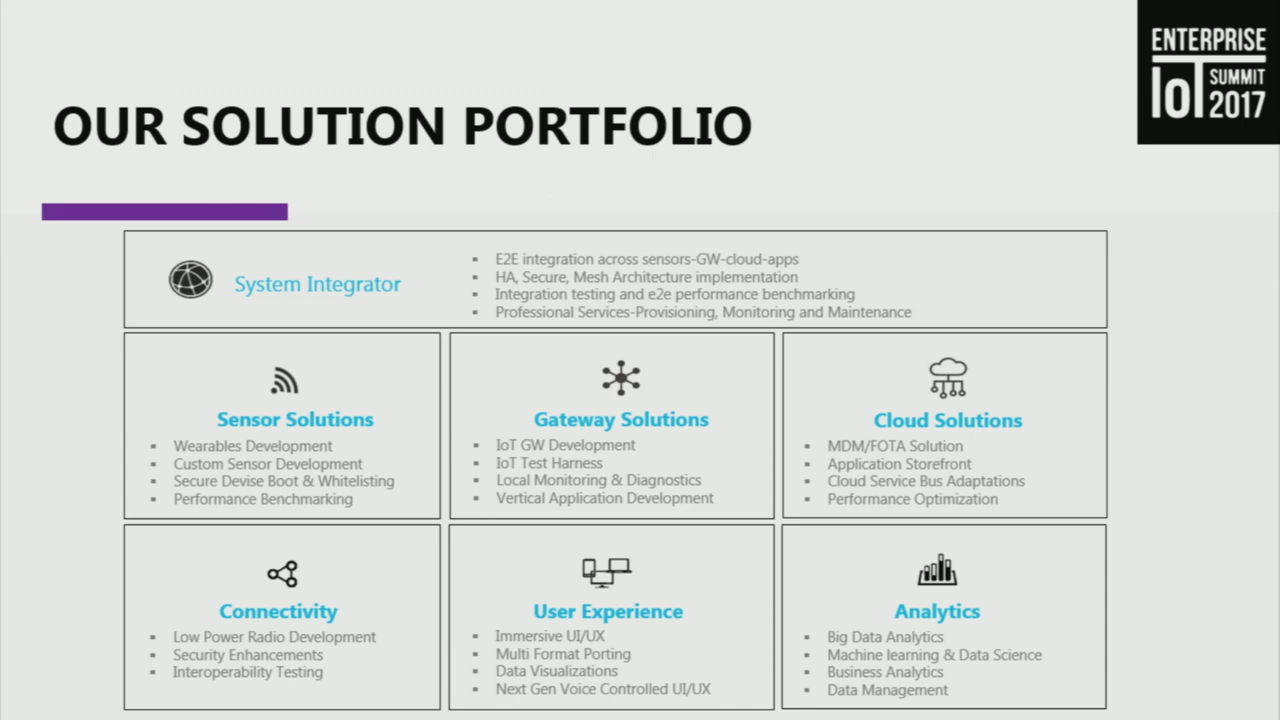 ENTERPRISE
IoT SUMMIT
2017
OUR SOLUTION PORTFOLIO
System Integrator
▪ E2E integration across sensors-GW-cloud-apps
▪ HA, Secure, Mesh Architecture implementation
▪ Integration testing and e2e performance benchmarking
▪ Professional Services-Provisioning, Monitoring and Maintenance
Sensor Solutions
▪ Wearables Development
▪ Custom Sensor Development
▪ Secure Devise Boot & Whitelisting
▪ Performance Benchmarking
Gateway Solutions
▪ IoT GW Development
▪ IoT Test Harness
▪ Local Monitoring & Diagnostics
▪ Vertical Application Development
Cloud Solutions
▪ MDM/FOTA Solution
▪ Application Storefront
▪ Cloud Service Bus Adaptations
▪ Performance Optimization
Connectivity
▪ Low Power Radio Development
▪ Security Enhancements
▪ Interoperability Testing
User Experience
▪ Immersive UI/UX
▪ Multi Format Porting
▪ Data Visualizations
▪ Next Gen Voice Controlled UI/UX
Analytics
▪ Big Data Analytics
▪ Machine learning & Data Science
▪ Business Analytics
▪ Data Management